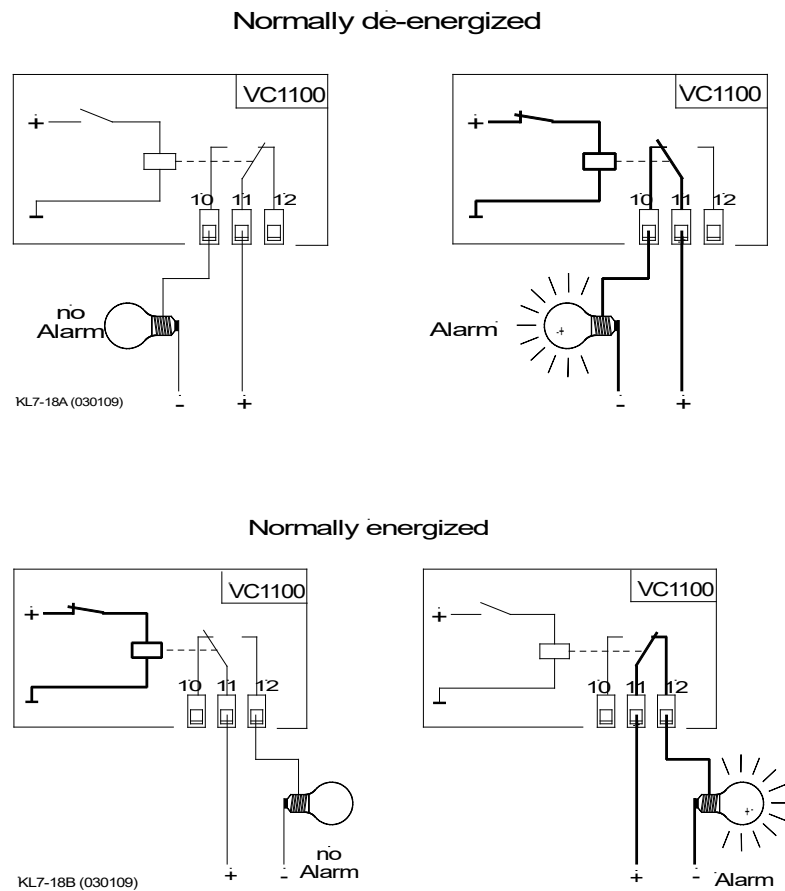 Normally de-energized
VC1100
+
10 11 12
no
Alarm
- +
KL7-18A (030109)
VC1100
+
10 11 12
Alarm
- +
Normally energized
VC1100
+
10 11 12
no
Alarm
+ -
KL7-18B (030109)
VC1100
+
10 11 12
+ -
Alarm